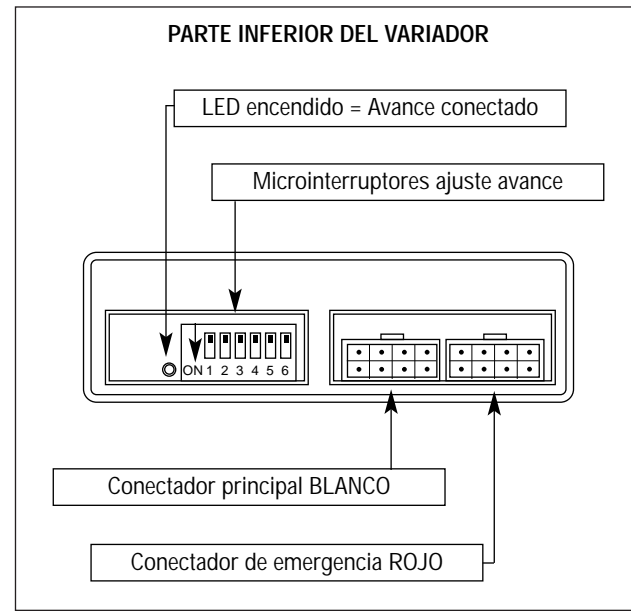 PARTE INFERIOR DEL VARIADOR
LED encendido = Avance conectado
Microinterruptores ajuste avance
ON 1 2 3 4 5 6
Conectador principal BLANCO
Conectador de emergencia ROJO